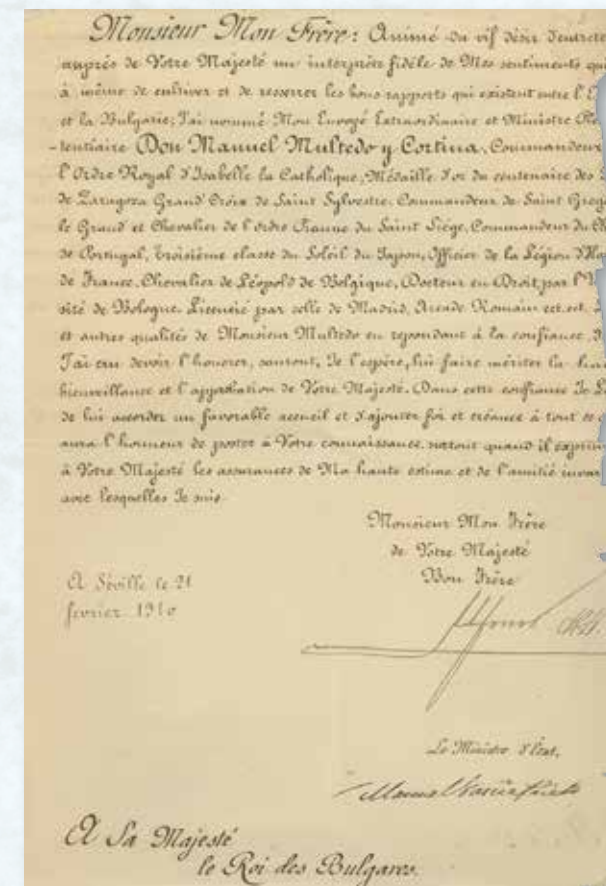 Monsieur Mon Frère: Animé du vif désir d'entrete
auprès de Votre Majesté un interprète fidèle de Mes sentiments qui
à même de cultiver et de resserrer les bons rapports qui existent entre l'E
et la Bulgarie; J'ai nommé Mon Envoyé Extraordinaire et Ministre Plé
-tentiaire Don Manuel Multedo y Cortina, Commandeur
l'Ordre Royal d'Isabelle la Catholique, Médaille d'or du centenaire des
de Zaragoza Grand Croix de Saint Sylvestre, Commandeur de Saint Grég
le Grand et Chevalier de l'ordre Pianne du Saint Siège, Commandeur du Ch
de Portugal, troisième classe du Soleil du Japon, Officier de la Légion d'Ho
de France, Chevalier de Léopold de Belgique, Docteur en Droit par l'
sité de Bologne, Licencié par celle de Madrid, Arcade Romain ect. ect.
et autres qualités de Monsieur Multedo en répondant à la confiance, d
J'ai cru devoir l'honorer, sauront, Je l'espère, lui faire mériter la
bienveillance et l'approbation de Votre Majesté. Dans cette confiance Je L
de lui accorder un favorable accueil et d'ajouter foi et créance à tout ce
aura l'honneur de porter à Votre connaissance surtout quand il exprime
à Votre Majesté les assurances de Ma haute estime et de l'amitié invar
avec lesquelles Je suis
Monsieur Mon Frère
de Votre Majesté
Bon Frère
A Séville le 21
fevrier 1910
Le Ministre d'Etat,
A Sa Majesté
le Roi des Bulgares.